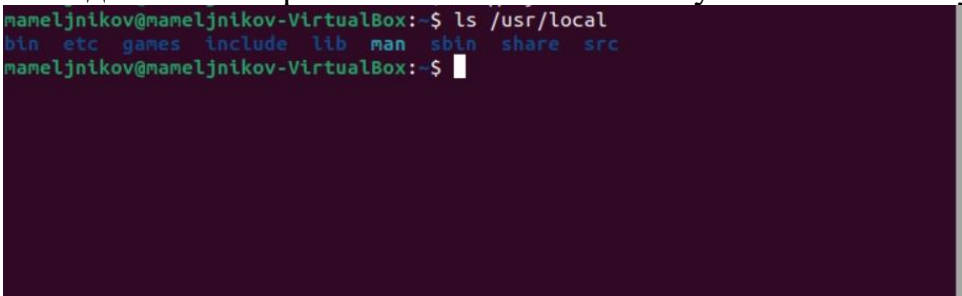 mameljnikov@mameljnikov-VirtualBox:~$ ls /usr/local
bin etc games include lib man sbin share src
mameljnikov@mameljnikov-VirtualBox:~$